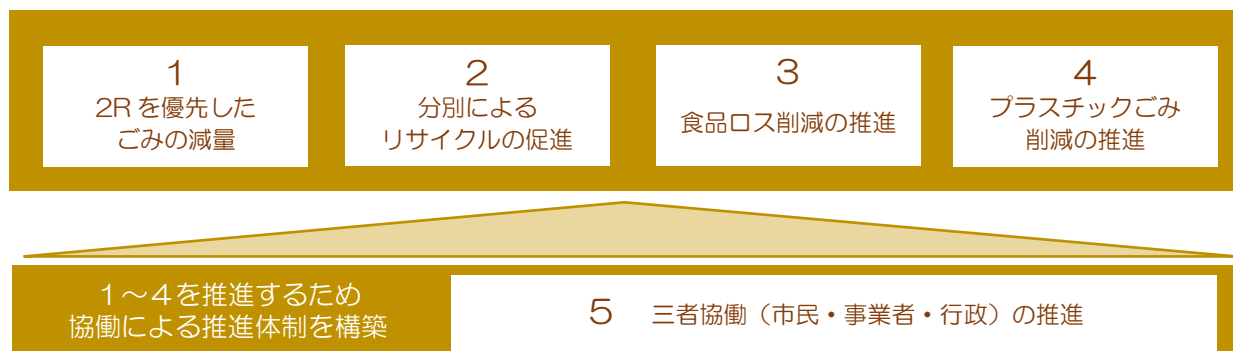 １
2R を優先した
ごみの減量
２
分別による
リサイクルの促進
３
食品ロス削減の推進
４
プラスチックごみ
削減の推進
１～４を推進するため
協働による推進体制を構築
５　三者協働（市民・事業者・行政）の推進